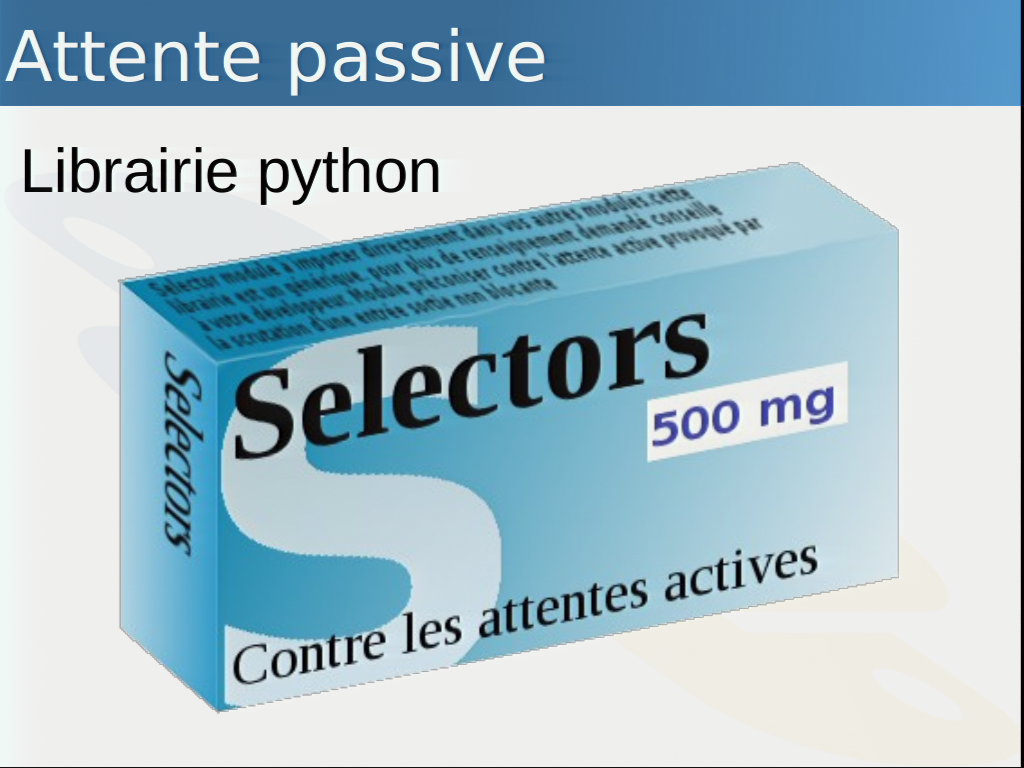 Attente passive
Librairie python
Selector module à importer directement dans vos autres modules,cette
librairie est un générique, pour plus de renseignement demandé conseille
à votre développeur. Module préconiser contre l'attente active provoqué par
la scrutation d'une entrée sortie non blocante
Selectors
Selectors
500 mg
Contre les attentes actives